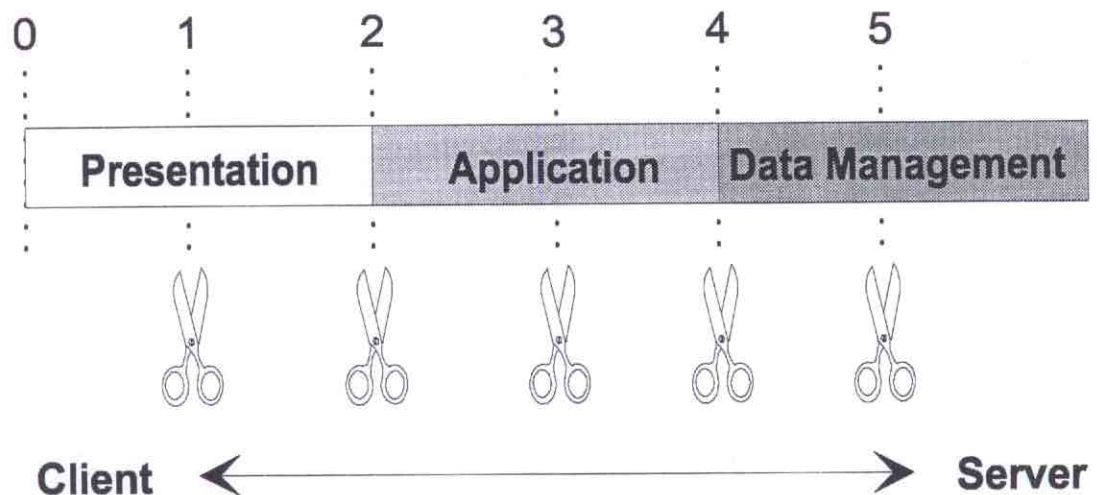 0 1 2 3 4 5
Presentation Application Data Management
Client Server